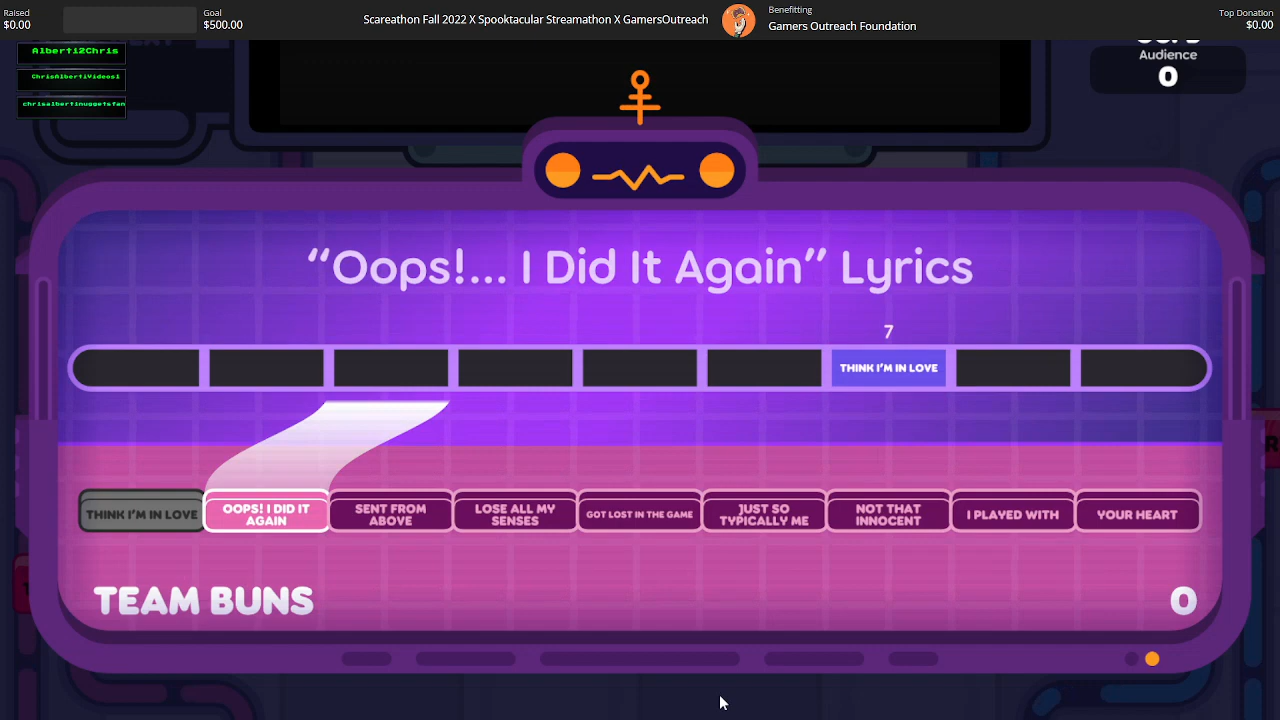 Raised
$0.00
Goal
$500.00
Scareathon Fall 2022 X Spooktacular Streamathon X GamersOutreach
Benefiting
Gamers Outreach Foundation
Top Donation
$0.00
Alberti2Chris
ChrisAlbertiVideos1
chrisalbertinuggetsfan
Audience
0
“Oops!... I Did It Again” Lyrics
7
THINK I'M IN LOVE
THINK I'M IN LOVE
OOPS! I DID IT
AGAIN
SENT FROM
ABOVE
LOSE ALL MY
SENSES
GOT LOST IN THE GAME
JUST SO
TYPICALLY ME
NOT THAT
INNOCENT
I PLAYED WITH
YOUR HEART
TEAM BUNS
0